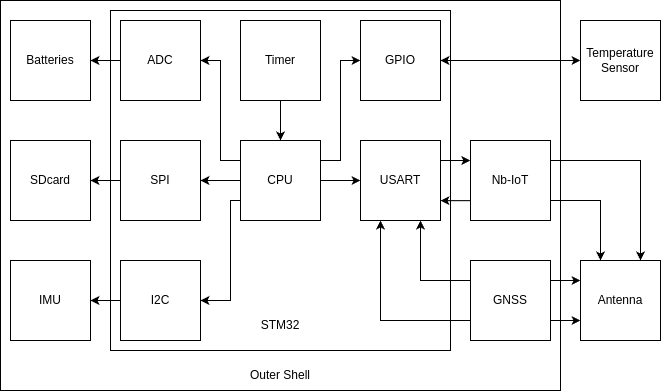 Batteries
ADC
Timer
GPIO
Temperature
Sensor
SDcard
SPI
CPU
USART
Nb-IoT
IMU
I2C
GNSS
Antenna
STM32
Outer Shell